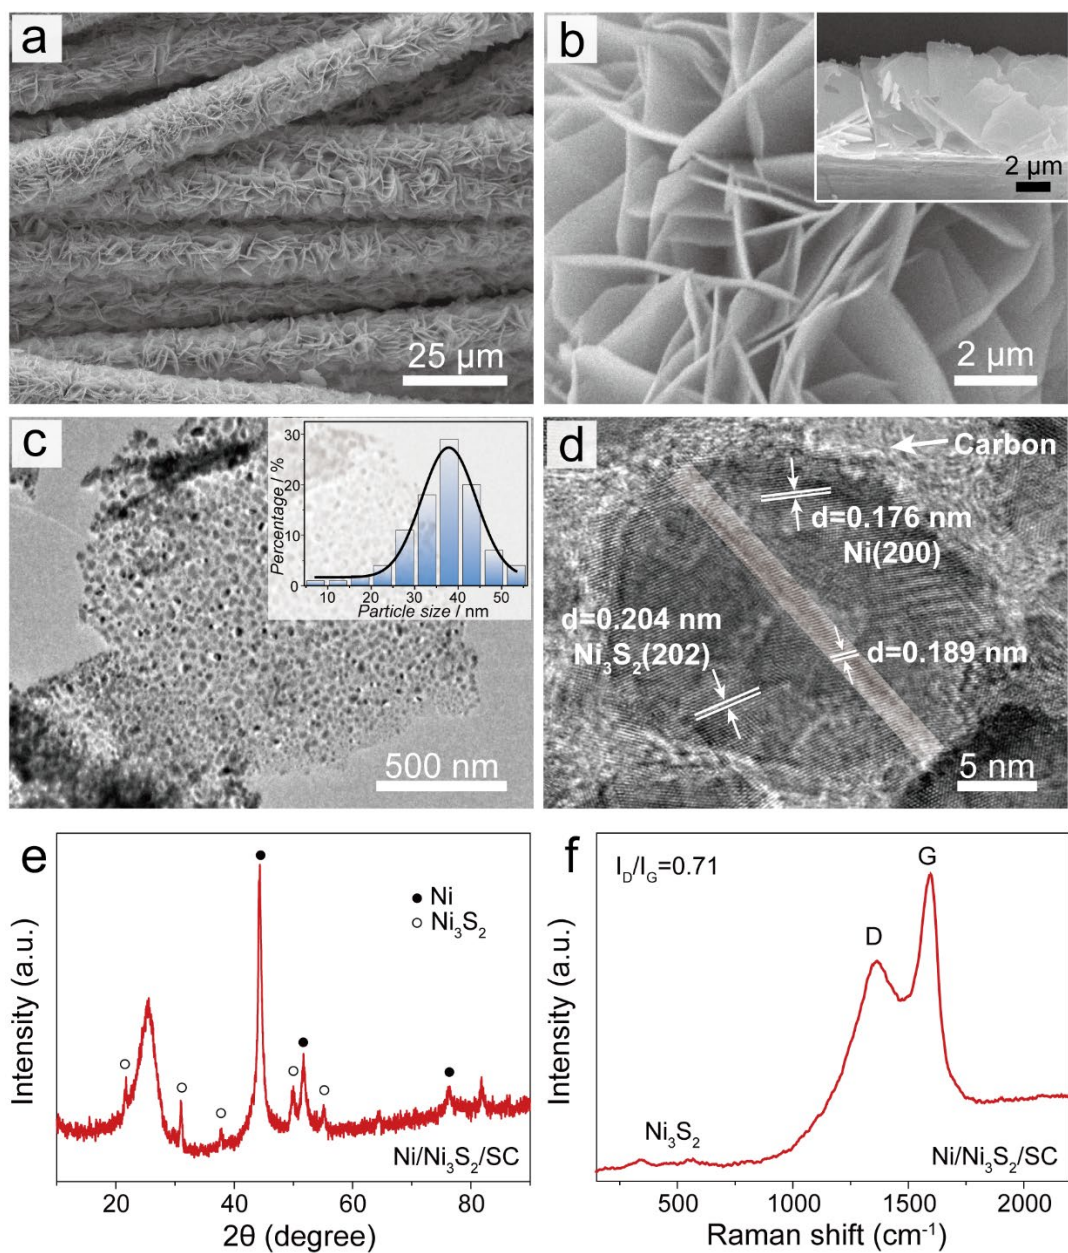 a
25 μm
b
2 μm
2 μm
c
Percentage / %
30
20
10
0
10 20 30 40 50
Particle size / nm
500 nm
d
Carbon
d=0.176 nm
Ni(200)
d=0.204 nm
Ni₃S₂(202)
d=0.189 nm
5 nm
e
Intensity (a.u.)
Ni
Ni₃S₂
Ni/Ni₃S₂/SC
20 40 60 80
2θ (degree)
f
Intensity (a.u.)
I_D/I_G=0.71
D
G
Ni₃S₂
Ni/Ni₃S₂/SC
500 1000 1500 2000
Raman shift (cm⁻¹)